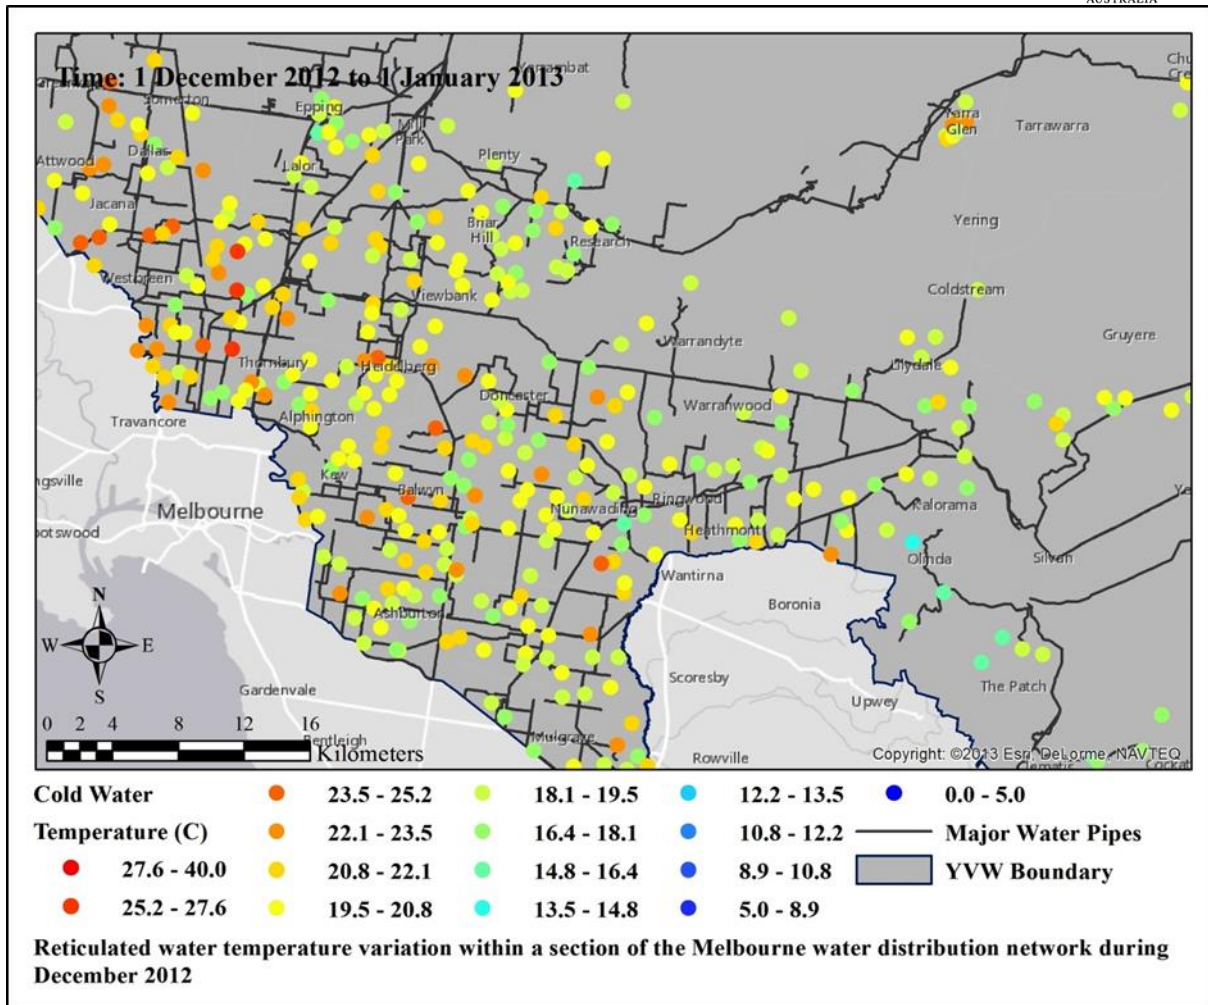 AUSTRALIA
Time: 1 December 2012 to 1 January 2013
Yarrambat
Somerton
Epping
Mill
Park
Yarra
Glen
Tarrawarra
Attwood
Dallas
Lalor
Plenty
Jacana
Briar
Hill
Research
Yering
Westbreen
Viewbank
Coldstream
Gruyere
Warrandyte
Thornbury
Heidelberg
Lilydale
Doncaster
Warranwood
Travancore
Alphington
Kew
Balwyn
ngsville
Melbourne
Nunawading
Ringwood
Kalorama
Ye
ootswood
Heathmont
Olinda
Silvan
Wantirna
Boronia
Ashburton
N
W
E
S
Scoresby
The Patch
Gardenvale
Upwey
0 2 4 8 12 16
Kilometers
Bentleigh
Mulgrave
Rowville
Copyright: ©2013 Esri, DeLorme, NAVTEQ
Clematis
Cockat
Cold Water
Temperature (C)
27.6 - 40.0
25.2 - 27.6
23.5 - 25.2
22.1 - 23.5
20.8 - 22.1
19.5 - 20.8
18.1 - 19.5
16.4 - 18.1
14.8 - 16.4
13.5 - 14.8
12.2 - 13.5
10.8 - 12.2
8.9 - 10.8
5.0 - 8.9
0.0 - 5.0
Major Water Pipes
YVW Boundary
Reticulated water temperature variation within a section of the Melbourne water distribution network during
December 2012